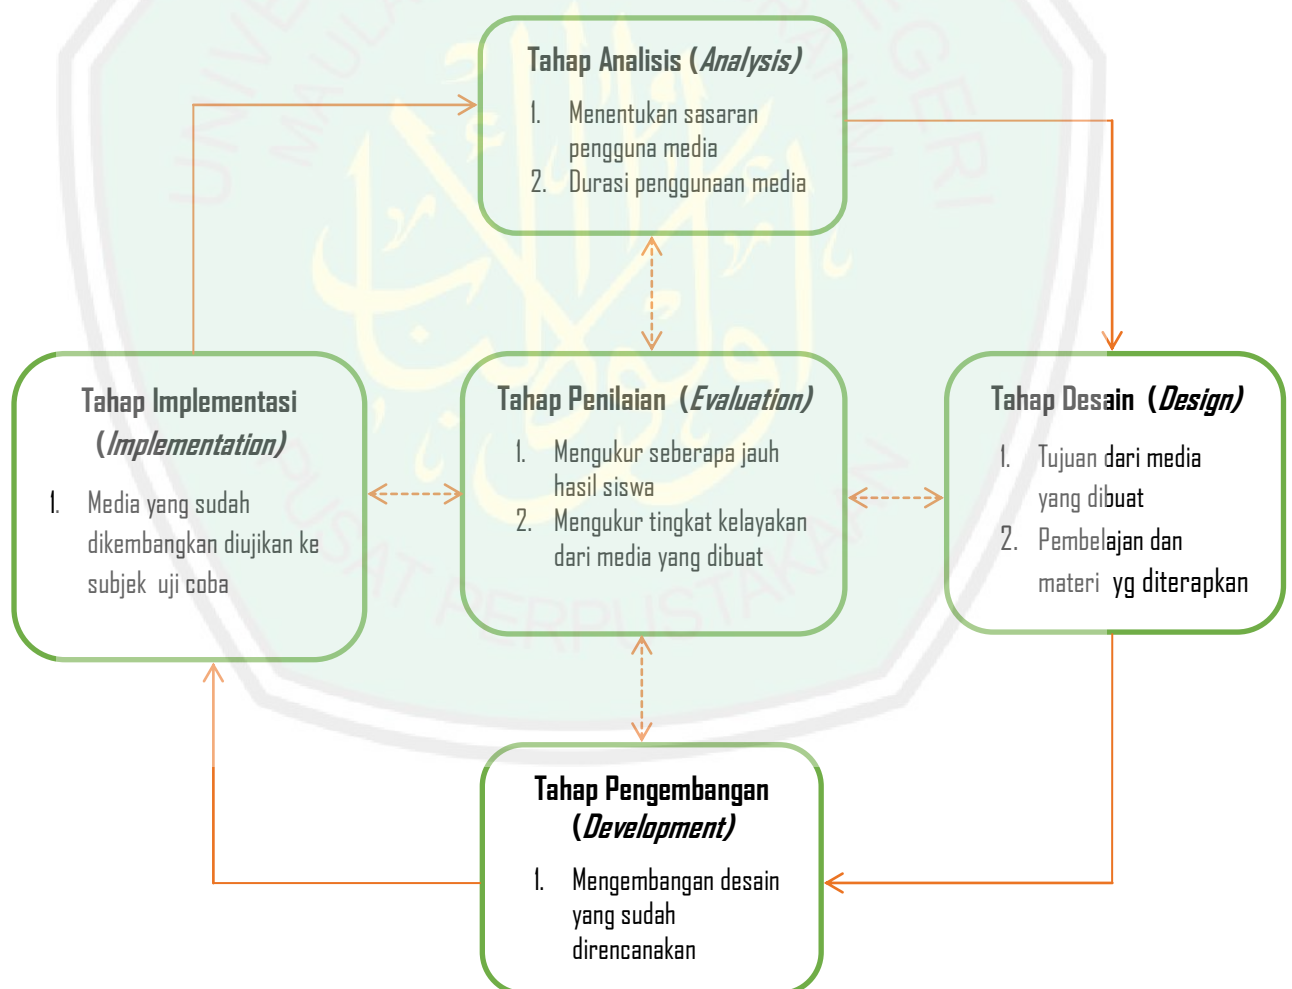 Tahap Analisis (Analysis)
1. Menentukan sasaran
pengguna media
2. Durasi penggunaan media
Tahap Implementasi
(Implementation)
1. Media yang sudah
dikembangkan diujikan ke
subjek uji coba
Tahap Penilaian (Evaluation)
1. Mengukur seberapa jauh
hasil siswa
2. Mengukur tingkat kelayakan
dari media yang dibuat
Tahap Desain (Design)
1. Tujuan dari media
yang dibuat
2. Pembelajan dan
materi yg diterapkan
Tahap Pengembangan
(Development)
1. Mengembangan desain
yang sudah
direncanakan
PUSAT PERPUSTAKAAN